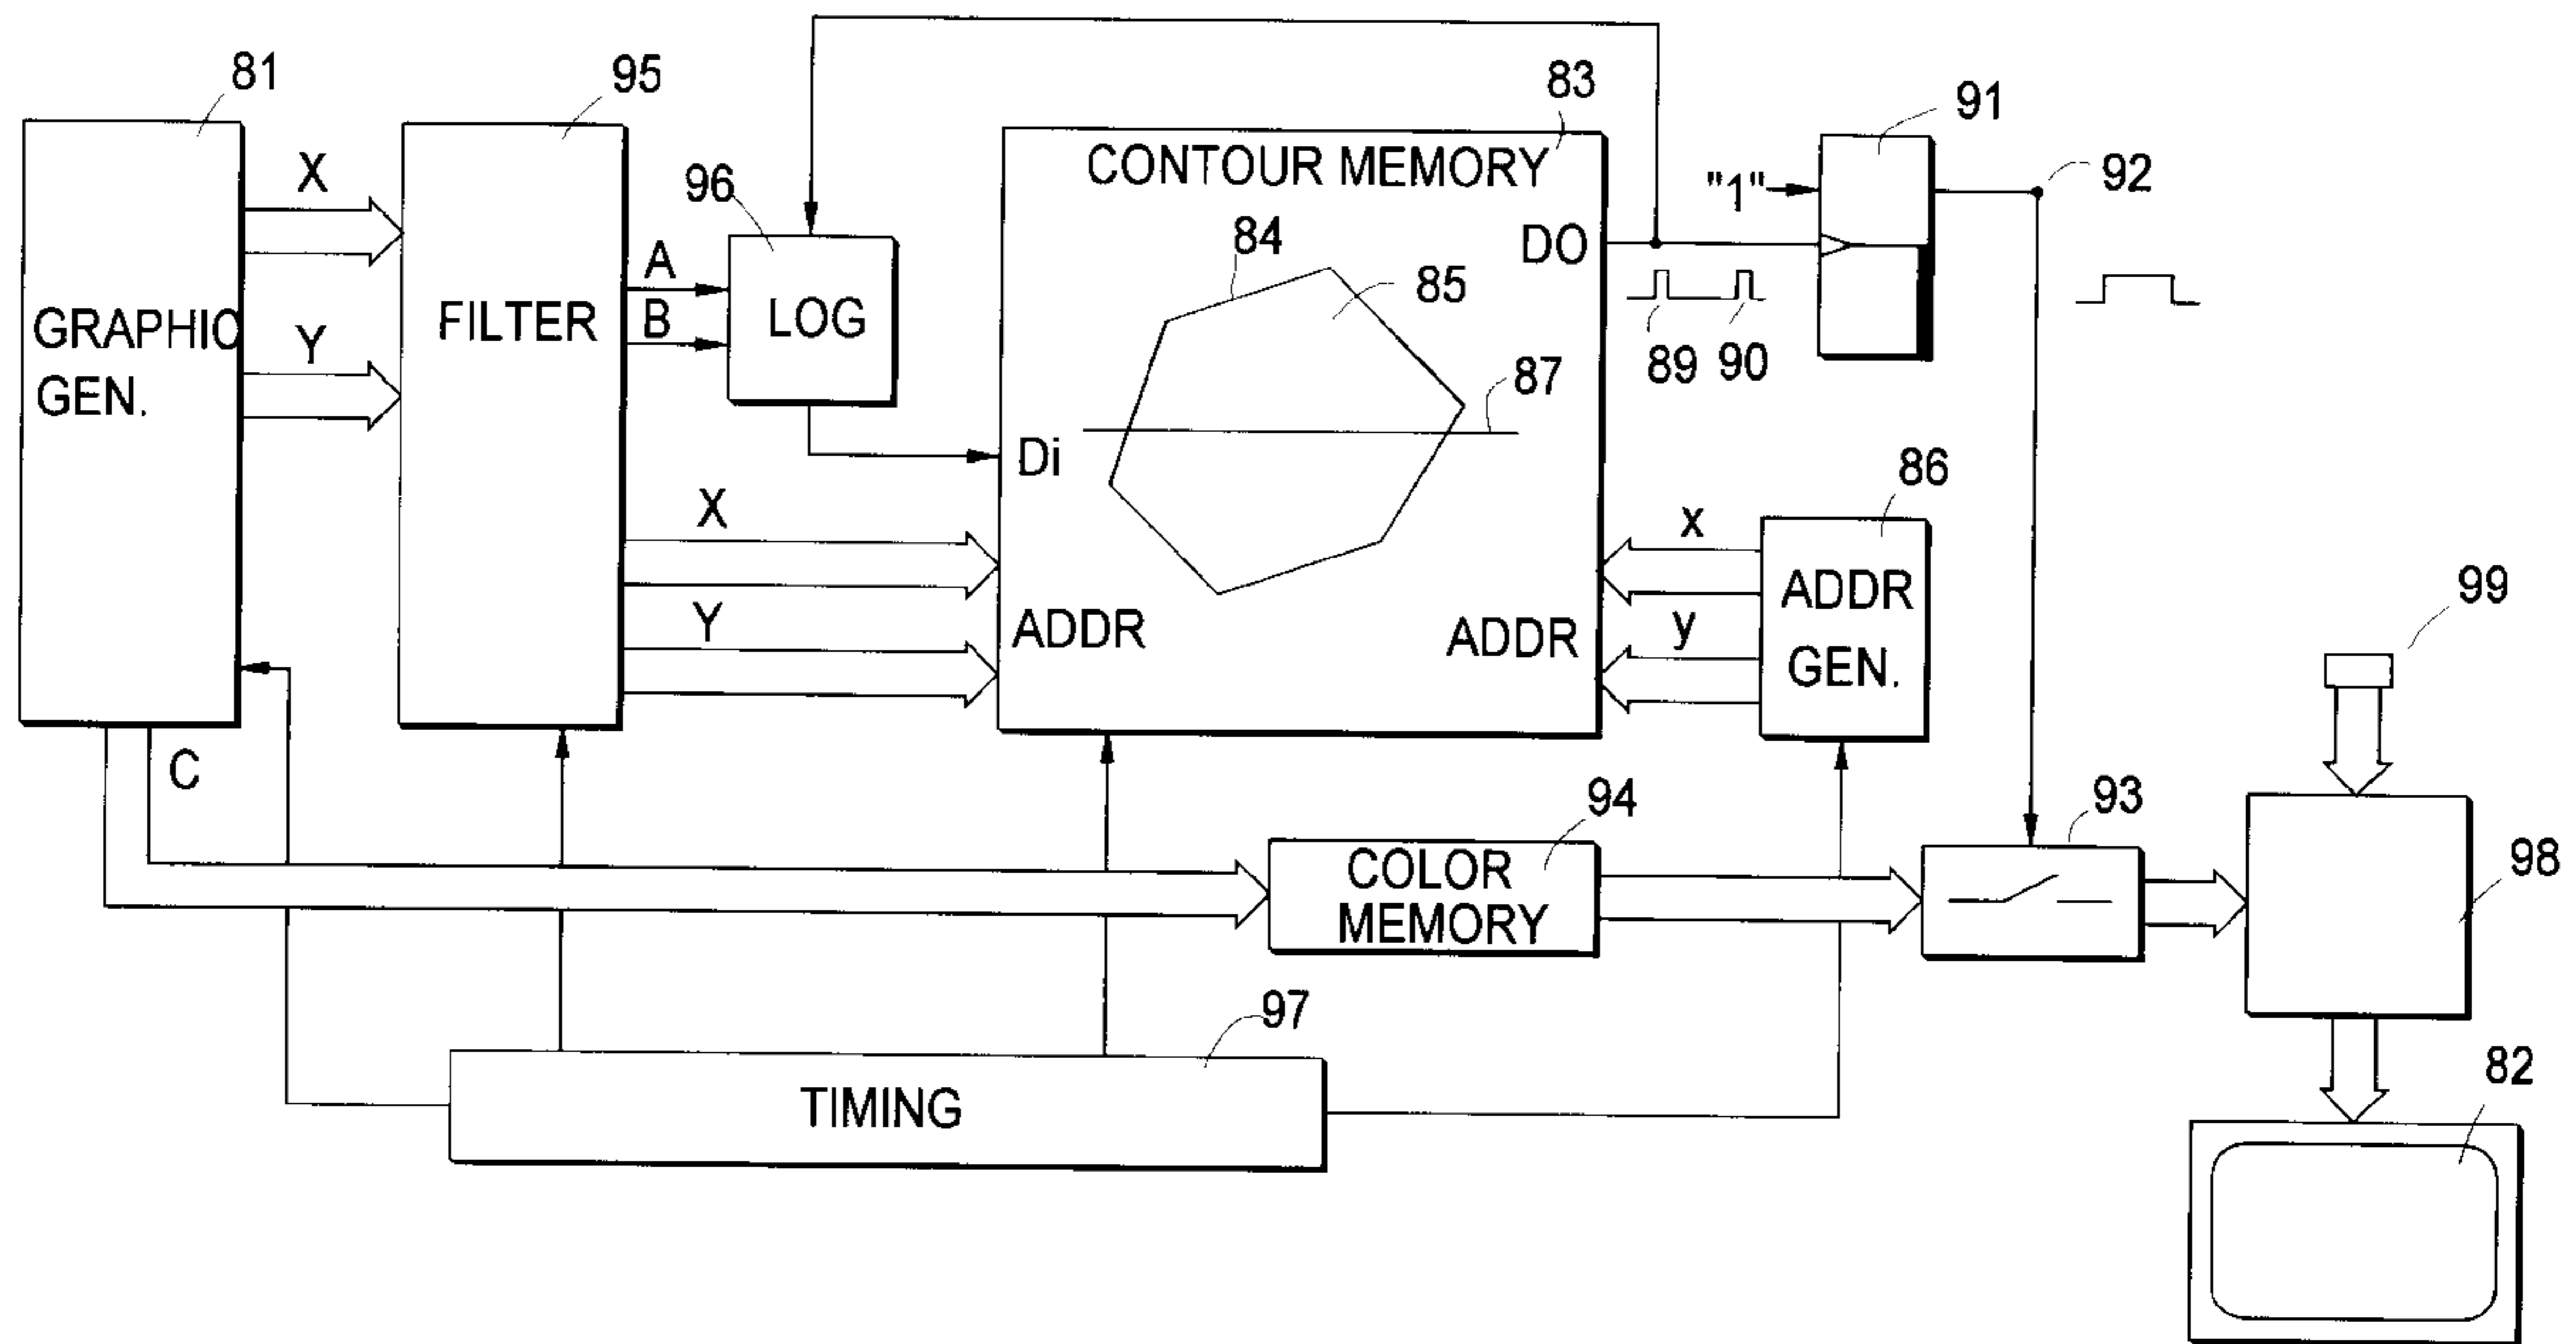 81
95
83
91
X
96
CONTOUR MEMORY
"1"
92
84
DO
A
85
GRAPHIC
GEN.
Y
FILTER
B
LOG
89
90
87
Di
86
X
x
ADDR
GEN.
Y
ADDR
ADDR
y
99
C
94
93
COLOR
MEMORY
98
97
TIMING
82